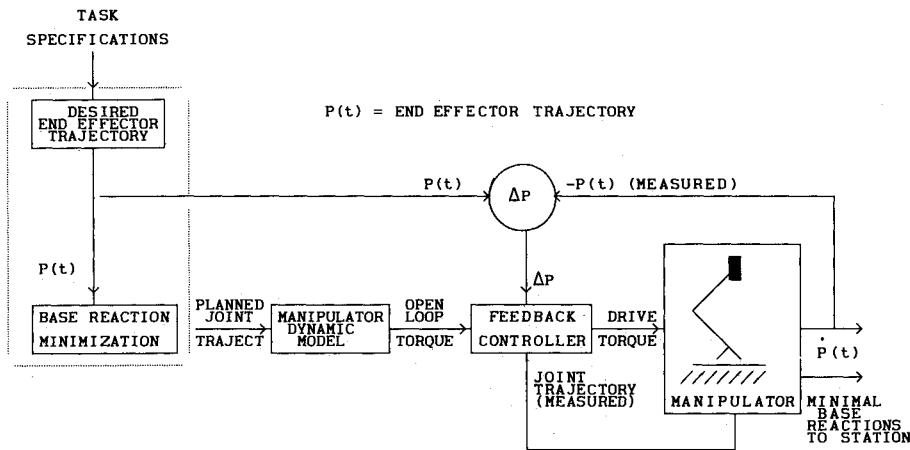 TASK
SPECIFICATIONS
DESIRED
END EFFECTOR
TRAJECTORY
P(t) = END EFFECTOR TRAJECTORY
P(t)
ΔP
-P(t) (MEASURED)
P(t)
ΔP
BASE REACTION
MINIMIZATION
PLANNED
JOINT
TRAJECT
MANIPULATOR
DYNAMIC
MODEL
OPEN
LOOP
TORQUE
FEEDBACK
CONTROLLER
DRIVE
TORQUE
JOINT
TRAJECTORY
(MEASURED)
MANIPULATOR
Ṗ(t)
MINIMAL
BASE
REACTIONS
TO STATION